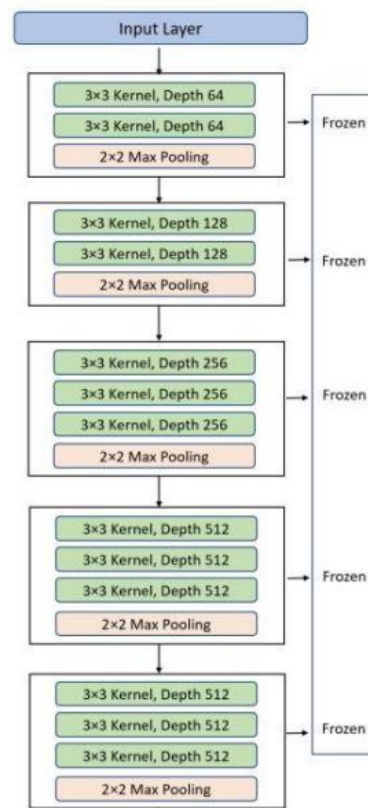 Input Layer
3×3 Kernel, Depth 64
3×3 Kernel, Depth 64
2×2 Max Pooling
Frozen
3×3 Kernel, Depth 128
3×3 Kernel, Depth 128
2×2 Max Pooling
Frozen
3×3 Kernel, Depth 256
3×3 Kernel, Depth 256
3×3 Kernel, Depth 256
2×2 Max Pooling
Frozen
3×3 Kernel, Depth 512
3×3 Kernel, Depth 512
3×3 Kernel, Depth 512
2×2 Max Pooling
Frozen
3×3 Kernel, Depth 512
3×3 Kernel, Depth 512
3×3 Kernel, Depth 512
2×2 Max Pooling
Frozen